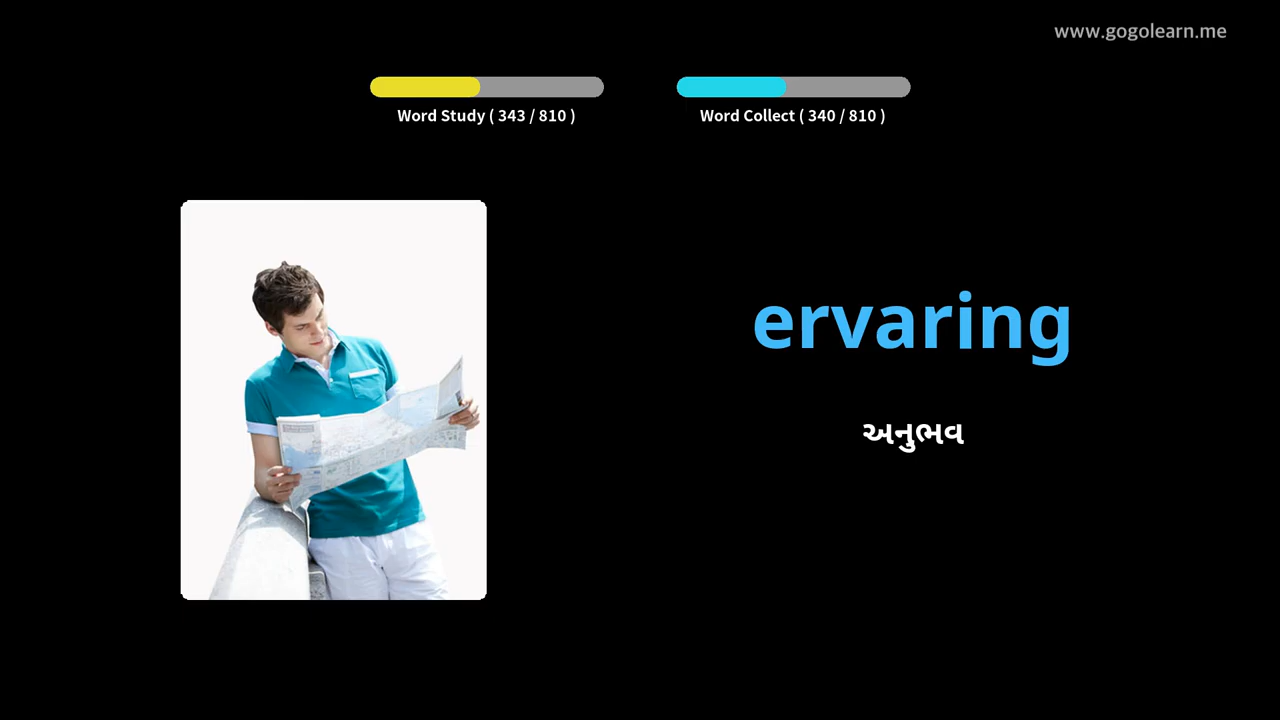 www.gogolearn.me
Word Study ( 343 / 810 )
Word Collect ( 340 / 810 )
ervaring
અનુભવ